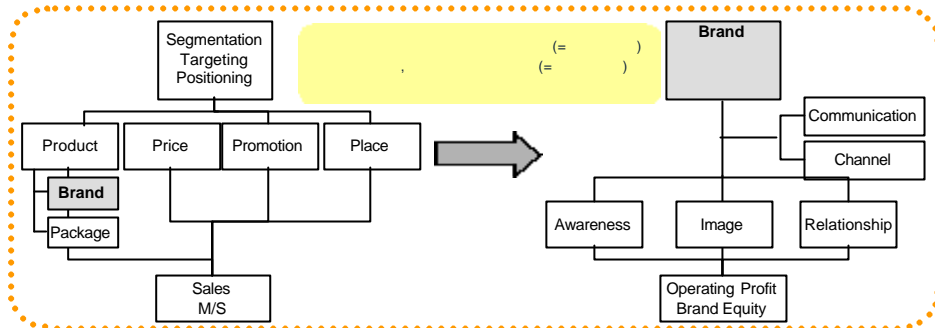 Segmentation
Targeting
Positioning
Product
Price
Promotion
Place
Brand
Package
Sales
M/S
(= )
, (= )
Brand
Communication
Channel
Awareness
Image
Relationship
Operating Profit
Brand Equity